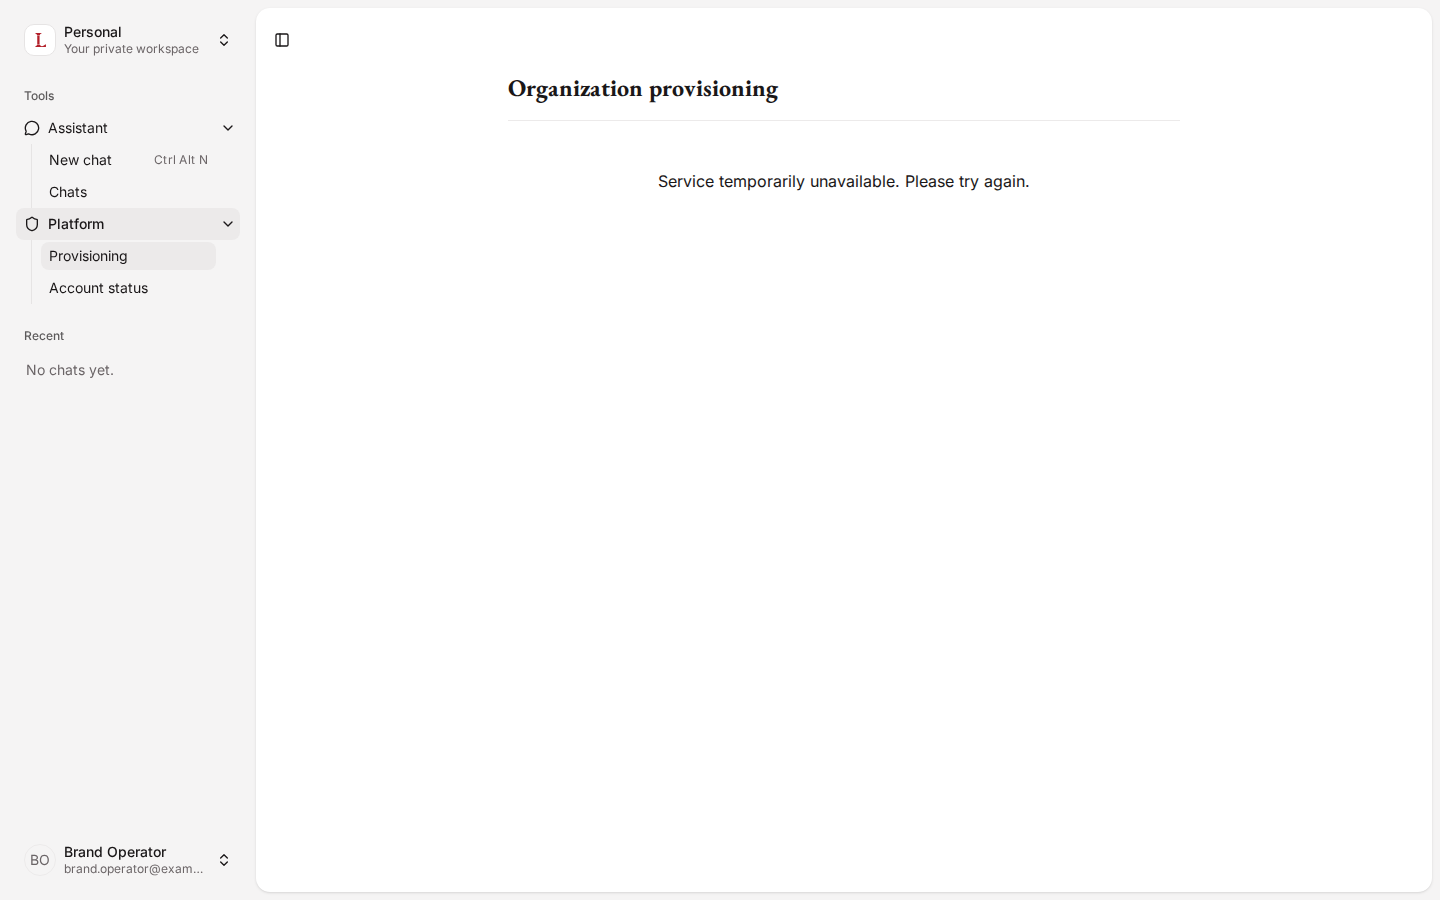 L
Personal
Your private workspace
Tools
Assistant
New chat Ctrl Alt N
Chats
Platform
Provisioning
Account status
Recent
No chats yet.
BO
Brand Operator
brand.operator@exam...
Organization provisioning
Service temporarily unavailable. Please try again.